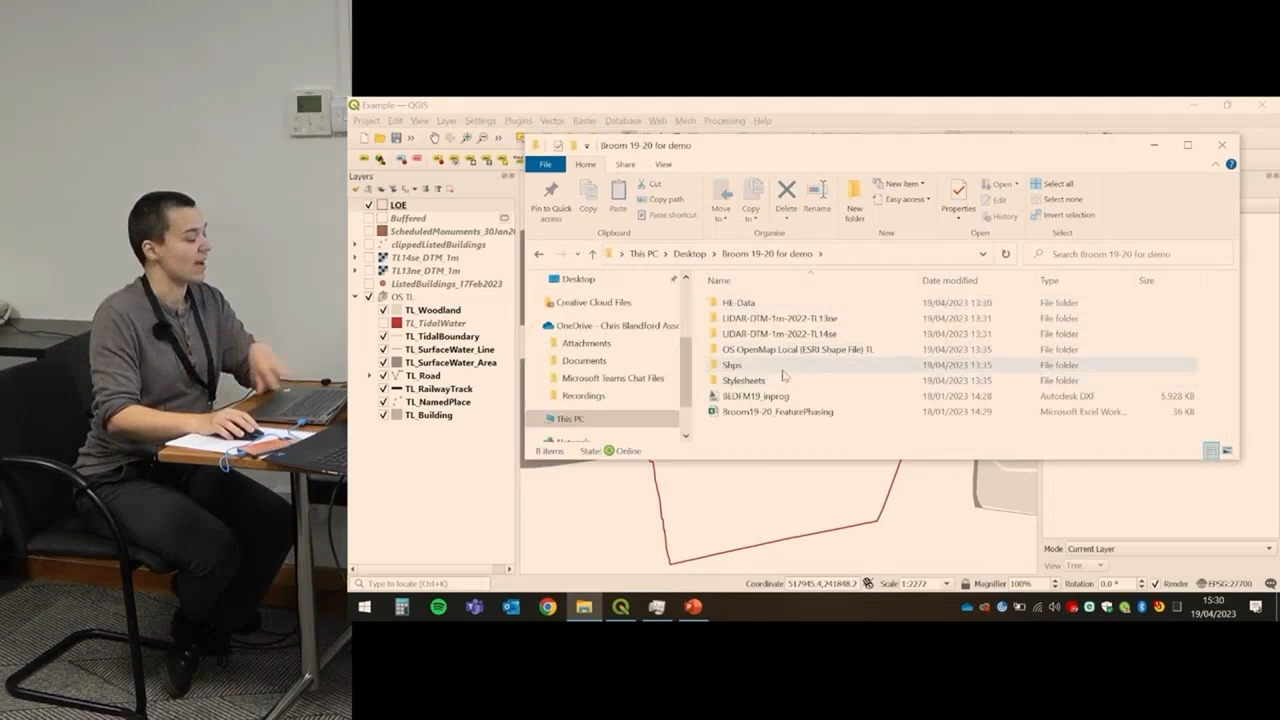 Example — QGIS
Project Edit View Layer Settings Plugins Vector Raster Database Web Mesh Processing Help
Broom 19-20 for demo
File Home Share View
Layers
Pin to Quick access
Copy
Paste
Cut
Copy path
Paste shortcut
Move to
Copy to
Delete
Rename
New folder
New item
Easy access
Properties
Open
Edit
History
Select all
Select none
Invert selection
Clipboard Organise New Open Select
This PC Desktop Broom 19-20 for demo
Search Broom 19-20 for demo
LOE
Buffered
ScheduledMonuments_30Jan20
clippedListedBuildings
TL14se_DTM_1m
TL13ne_DTM_1m
ListedBuildings_17Feb2023
OS TL
TL_Woodland
TL_TidalWater
TL_TidalBoundary
TL_SurfaceWater_Line
TL_SurfaceWater_Area
TL_Road
TL_RailwayTrack
TL_NamedPlace
TL_Building
Desktop
Creative Cloud Files
OneDrive - Chris Blandford Asso
Attachments
Documents
Microsoft Teams Chat Files
Recordings
This PC
Name Date modified Type Size
HE-Data 19/04/2023 13:30 File folder
LIDAR-DTM-1m-2022-TL13ne 19/04/2023 13:31 File folder
LIDAR-DTM-1m-2022-TL14se 19/04/2023 13:31 File folder
OS OpenMap Local (ESRI Shape File) TL 19/04/2023 13:35 File folder
Shps 19/04/2023 13:35 File folder
Stylesheets 19/04/2023 13:35 File folder
BEDFM19_inprog 18/01/2023 14:28 Autodesk DXF 5,928 KB
Broom19-20_FeaturePhasing 18/01/2023 14:29 Microsoft Excel Work... 36 KB
8 items State: Online
Mode Current Layer
View Tree
Type to locate (Ctrl+K)
Coordinate 517945.4,241848.2 Scale 1:2272 Magnifier 100% Rotation 0.0 ° Render EPSG:27700
15:30
19/04/2023